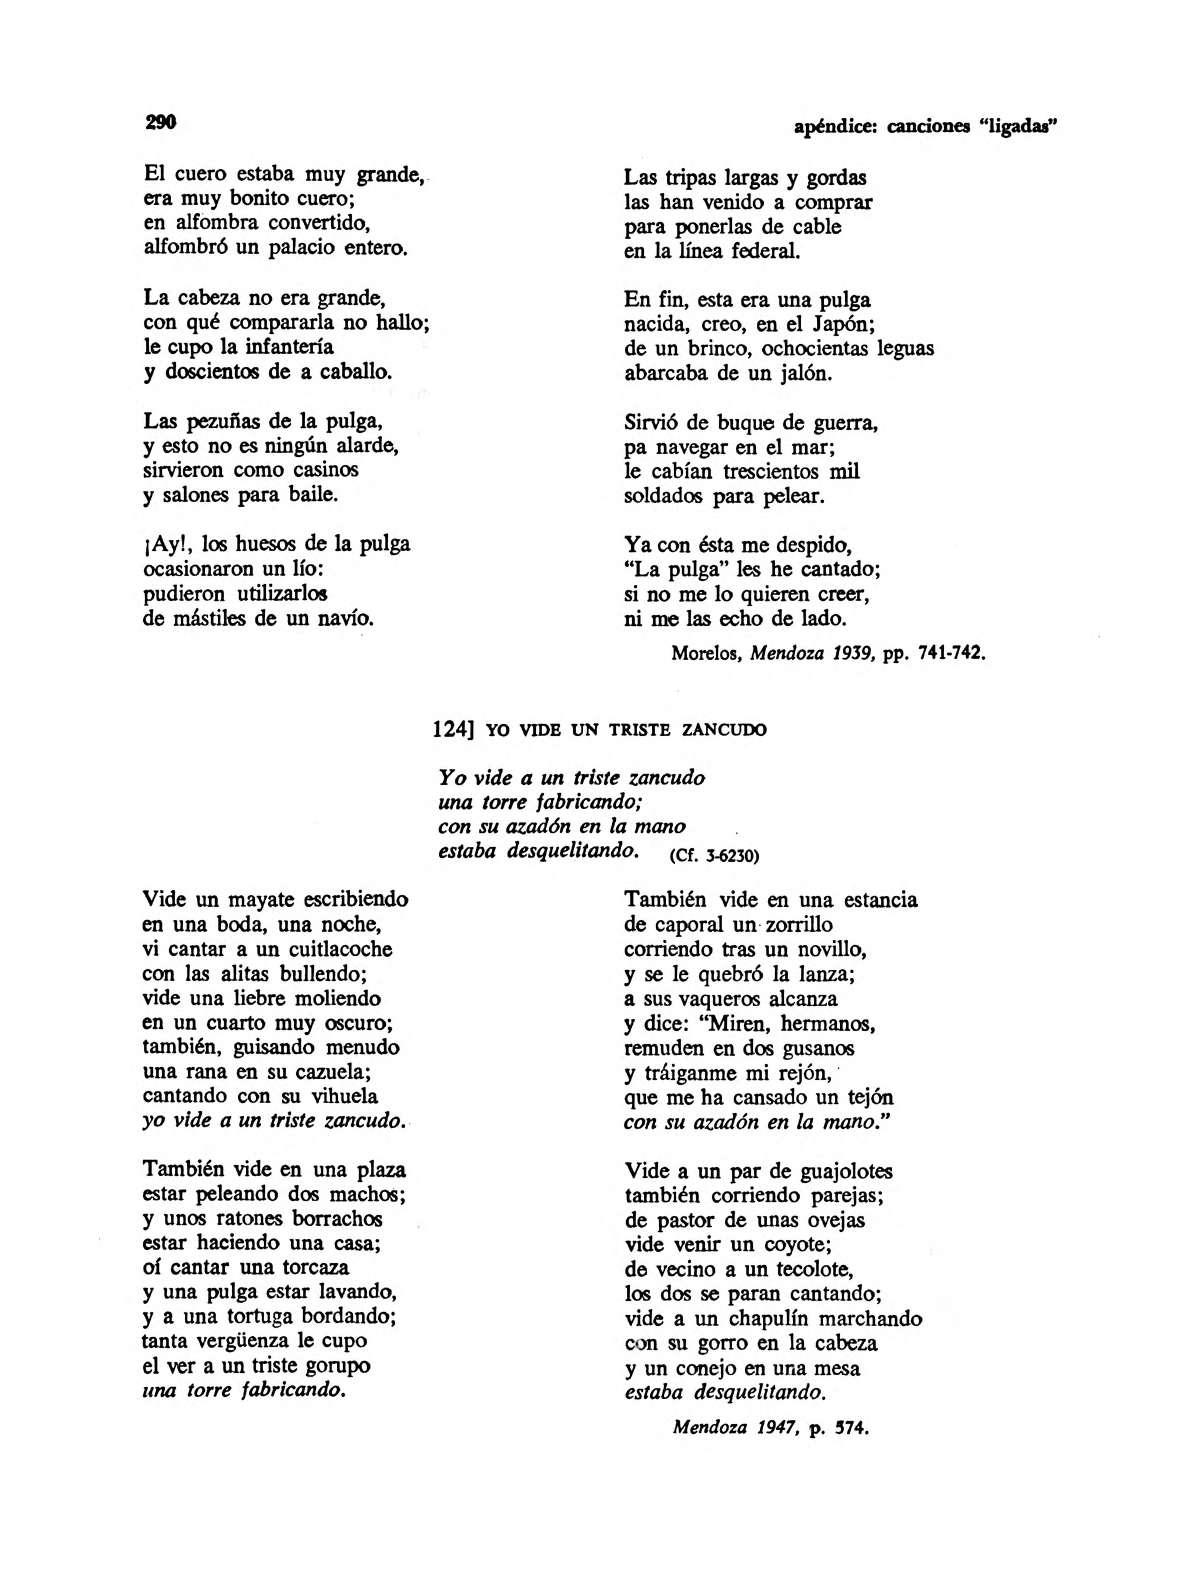 290
apéndice: canciones “ligadas”
El cuero estaba muy grande,
era muy bonito cuero;
en alfombra convertido,
alfombró un palacio entero.
La cabeza no era grande,
con qué compararla no hallo;
le cupo la infantería
y doscientos de a caballo.
Las pezuñas de la pulga,
y esto no es ningún alarde,
sirvieron como casinos
y salones para baile.
¡Ay!, los huesos de la pulga
ocasionaron un lío:
pudieron utilizarlos
de mástiles de un navío.
Las tripas largas y gordas
las han venido a comprar
para ponerlas de cable
en la línea federal.
En fin, esta era una pulga
nacida, creo, en el Japón;
de un brinco, ochocientas leguas
abarcaba de un jalón.
Sirvió de buque de guerra,
pa navegar en el mar;
le cabían trescientos mil
soldados para pelear.
Ya con ésta me despido,
“La pulga” les he cantado;
si no me lo quieren creer,
ni me las echo de lado.
Morelos, Mendoza 1939, pp. 741-742.
124] YO VIDE UN TRISTE ZANCUDO
Yo vide a un triste zancudo
una torre fabricando;
con su azadón en la mano
estaba desquelitando. (Cf. 3-6230)
Vide un mayate escribiendo
en una boda, una noche,
vi cantar a un cuitlacoche
con las alitas bullendo;
vide una liebre moliendo
en un cuarto muy oscuro;
también, guisando menudo
una rana en su cazuela;
cantando con su vihuela
yo vide a un triste zancudo.
También vide en una plaza
estar peleando dos machos;
y unos ratones borrachos
estar haciendo una casa;
oí cantar una torcaza
y una pulga estar lavando,
y a una tortuga bordando;
tanta vergüenza le cupo
el ver a un triste gorupo
una torre fabricando.
También vide en una estancia
de caporal un zorrillo
corriendo tras un novillo,
y se le quebró la lanza;
a sus vaqueros alcanza
y dice: “Miren, hermanos,
remuden en dos gusanos
y tráiganme mi rejón,
que me ha cansado un tejón
con su azadón en la mano.”
Vide a un par de guajolotes
también corriendo parejas;
de pastor de unas ovejas
vide venir un coyote;
de vecino a un tecolote,
los dos se paran cantando;
vide a un chapulín marchando
con su gorro en la cabeza
y un conejo en una mesa
estaba desquelitando.
Mendoza 1947, p. 574.